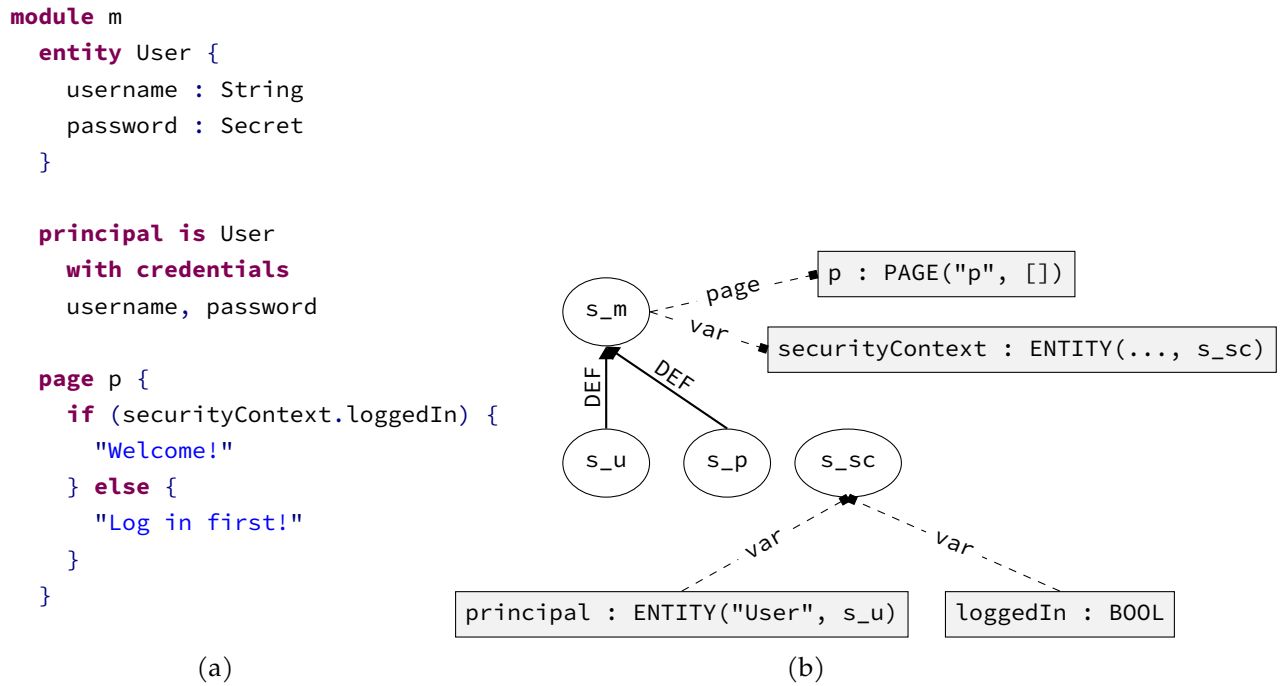 module m
entity User {
username : String
password : Secret
}
principal is User
with credentials
username, password
page p {
if (securityContext.loggedIn) {
"Welcome!"
} else {
"Log in first!"
}
}
(a)
s_m
page
p : PAGE("p", [])
var
securityContext : ENTITY(..., s_sc)
DEF
DEF
s_u
s_p
s_sc
var
var
principal : ENTITY("User", s_u)
loggedIn : BOOL
(b)